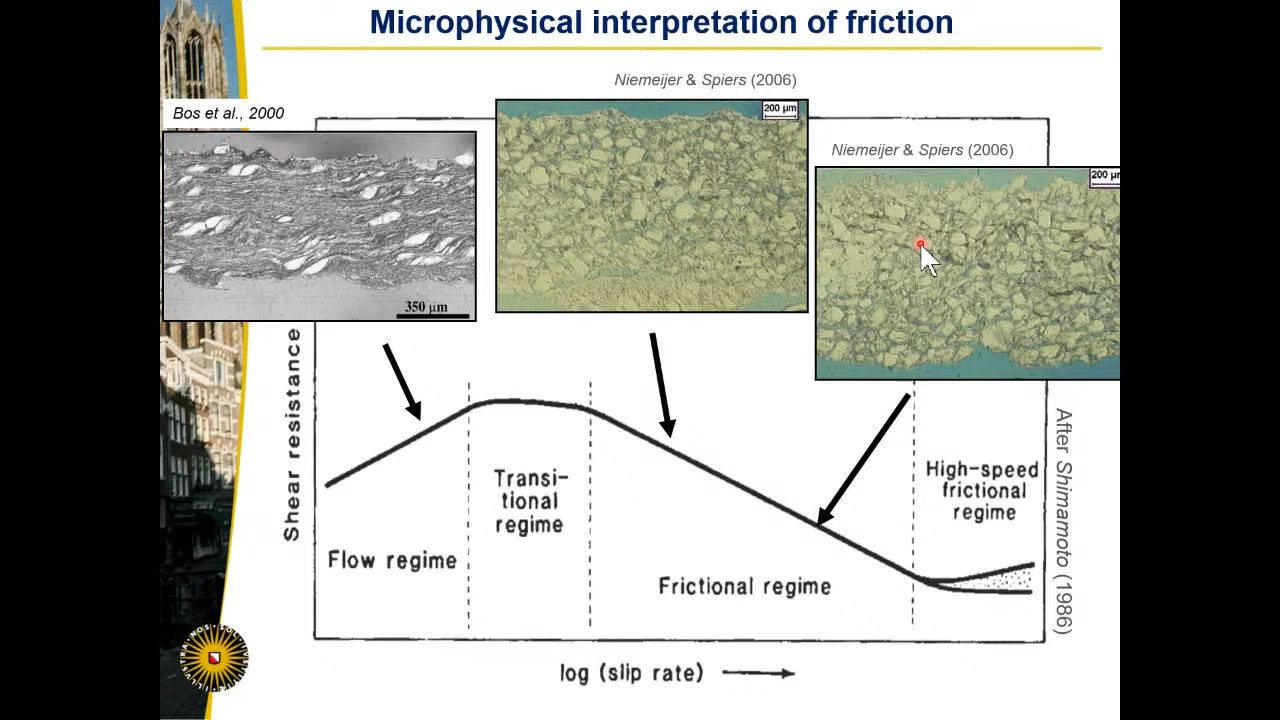 Microphysical interpretation of friction
Niemeijer & Spiers (2006)
Bos et al., 2000
200 µm
Niemeijer & Spiers (2006)
200 µm
350 µm
Shear resistance
Transi-
tional
regime
High-speed
frictional
regime
Flow regime
Frictional regime
After Shimamoto (1986)
log (slip rate)